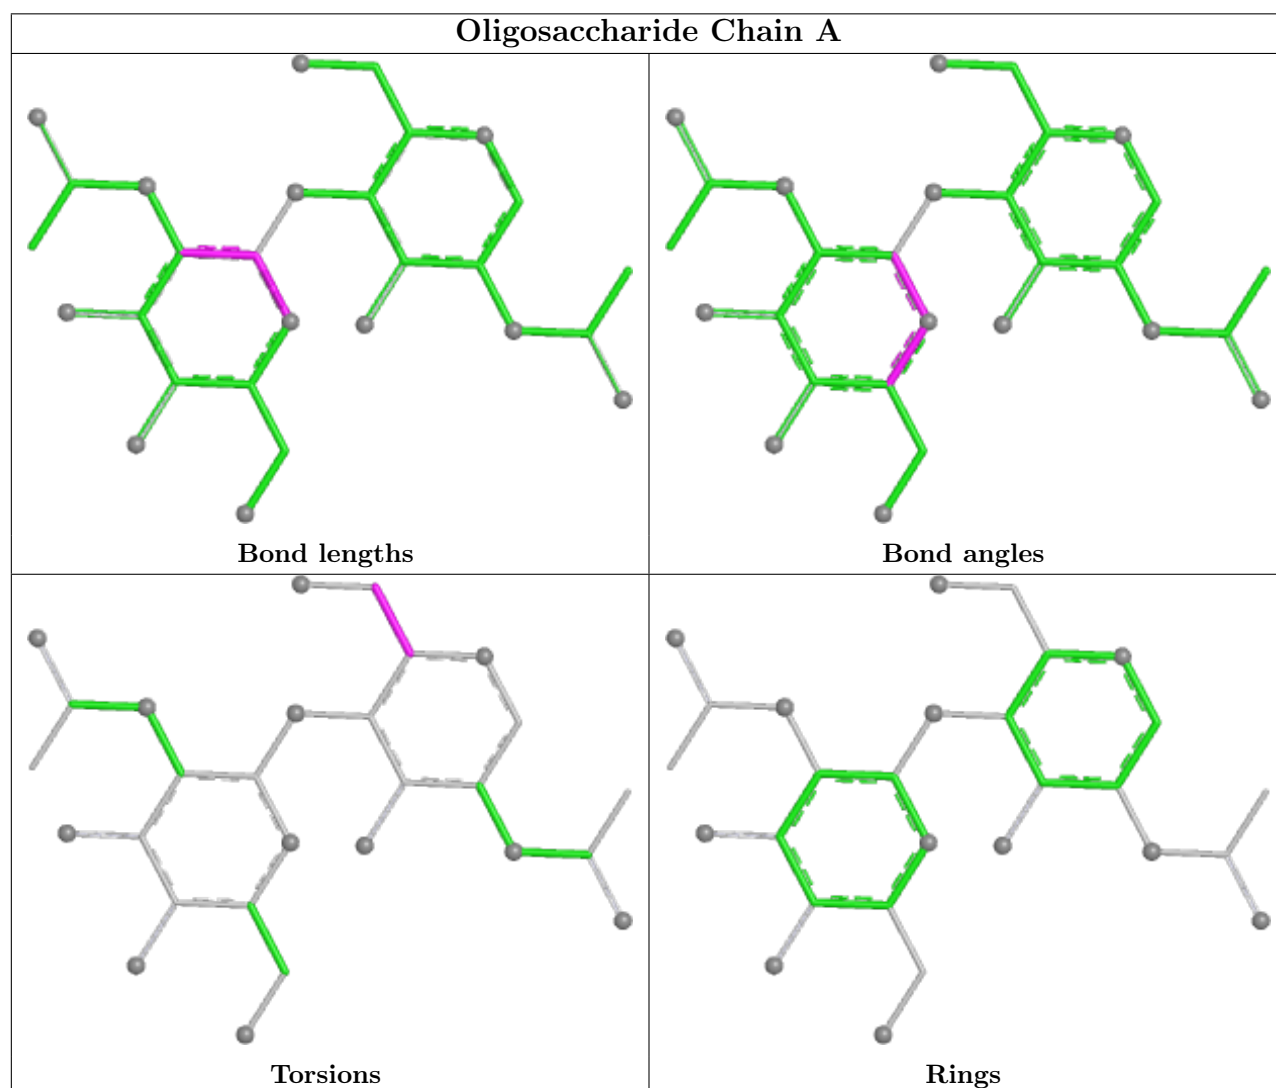 Oligosaccharide Chain A
Bond lengths
Bond angles
Torsions
Rings